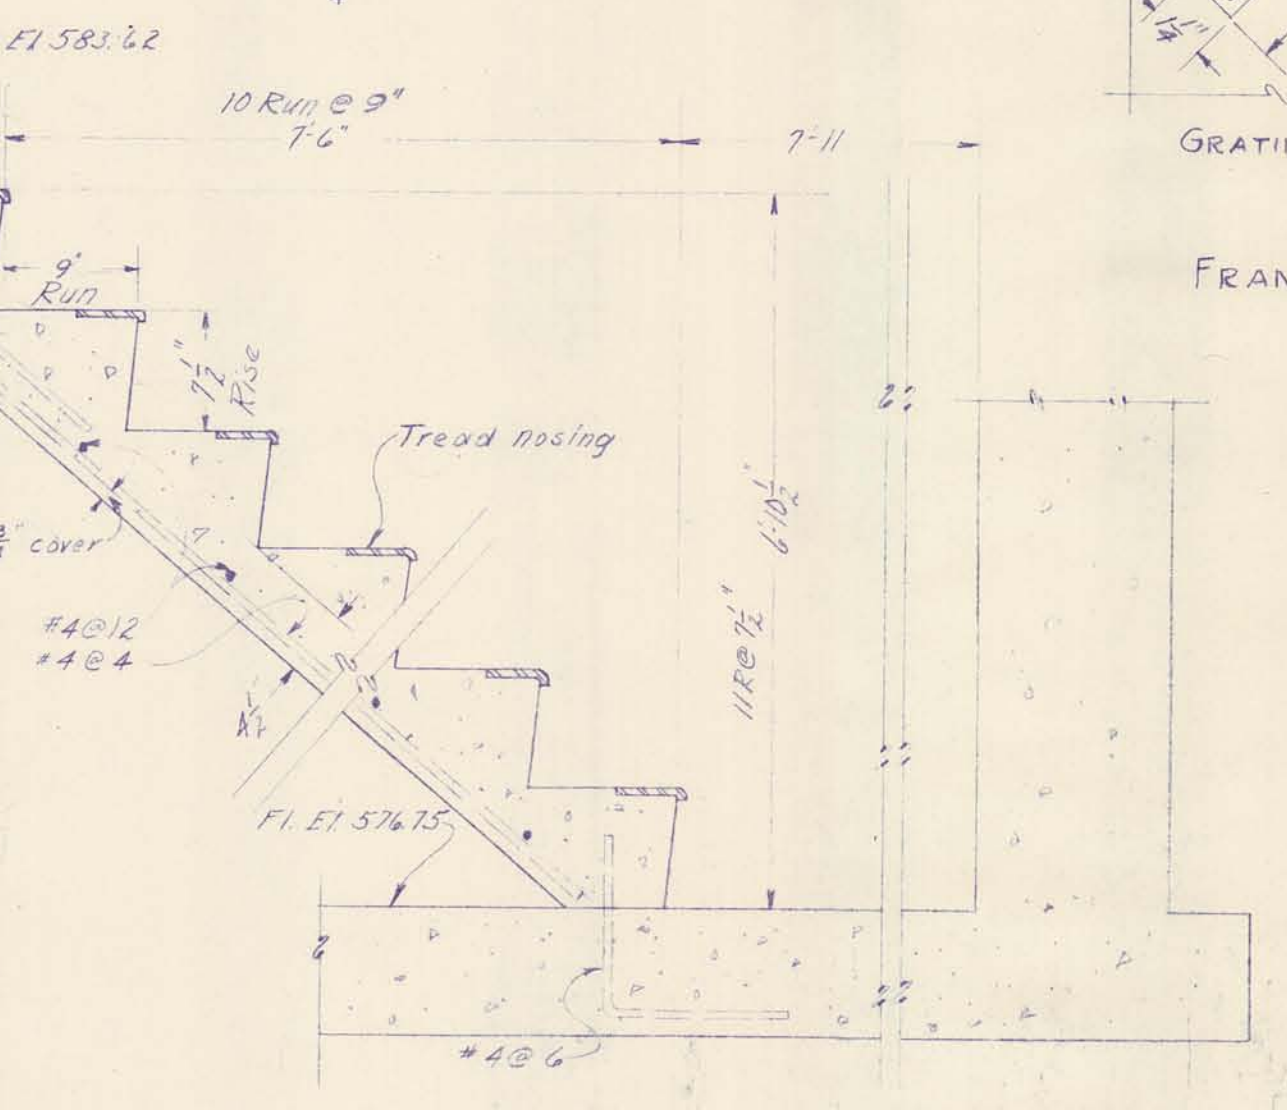 El 583.62
1¼"
10 Run @ 9"
7'-6"
7'-11
GRATI
9"
Run
FRAN
7½"
Rise
Tread nosing
6'-10½"
11R@7½"
¾" cover
#4@12
#4@4
4½
Fl. El. 576.75
#4@6